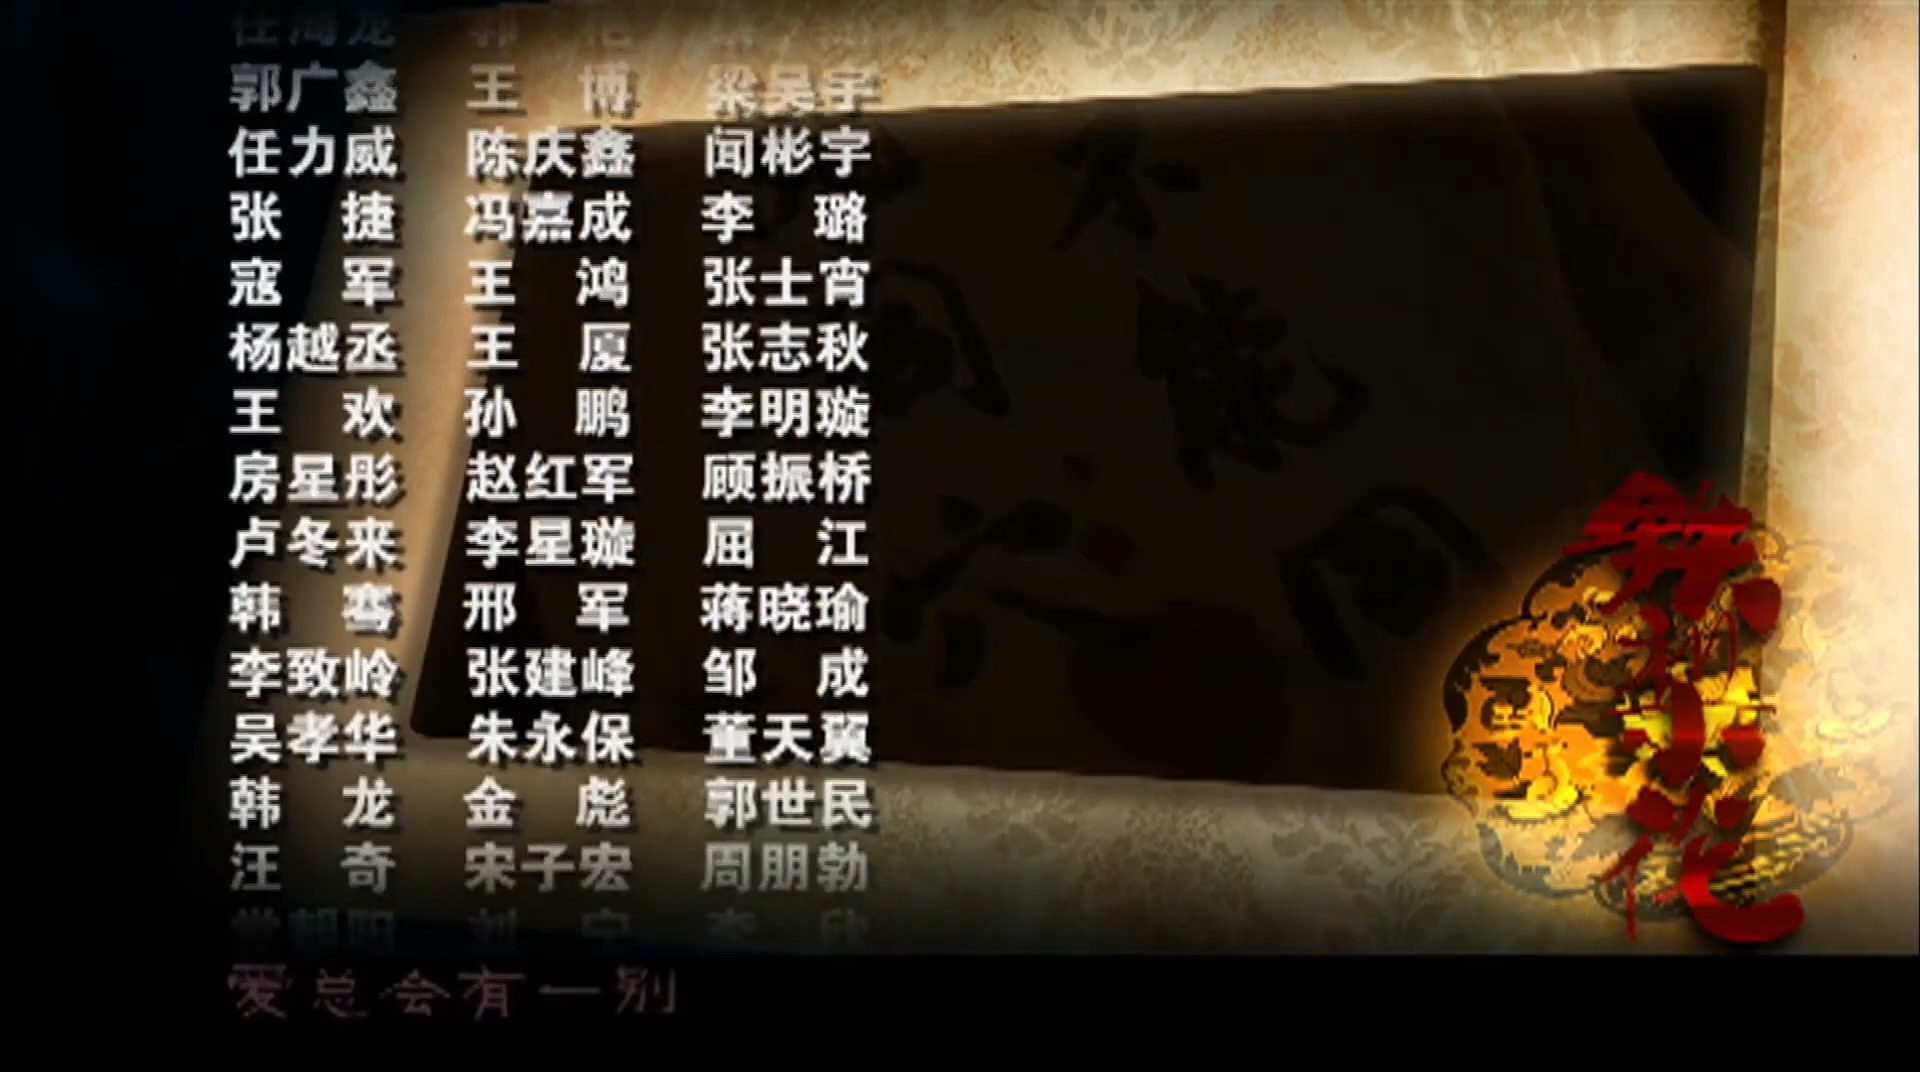 郭广鑫 王博 梁吴宇
任力威 陈庆鑫 闻彬宇
张捷 冯嘉成 李璐
寇军 王鸿 张士宵
杨越丞 王厦 张志秋
王欢 孙鹏 李明璇
房星彤 赵红军 顾振桥
卢冬来 李星璇 屈江
韩骞 邢军 蒋晓瑜
李致岭 张建峰 邹成
吴孝华 朱永保 董天翼
韩龙 金彪 郭世民
汪奇 宋子宏 周朋勃
爱总会有一别